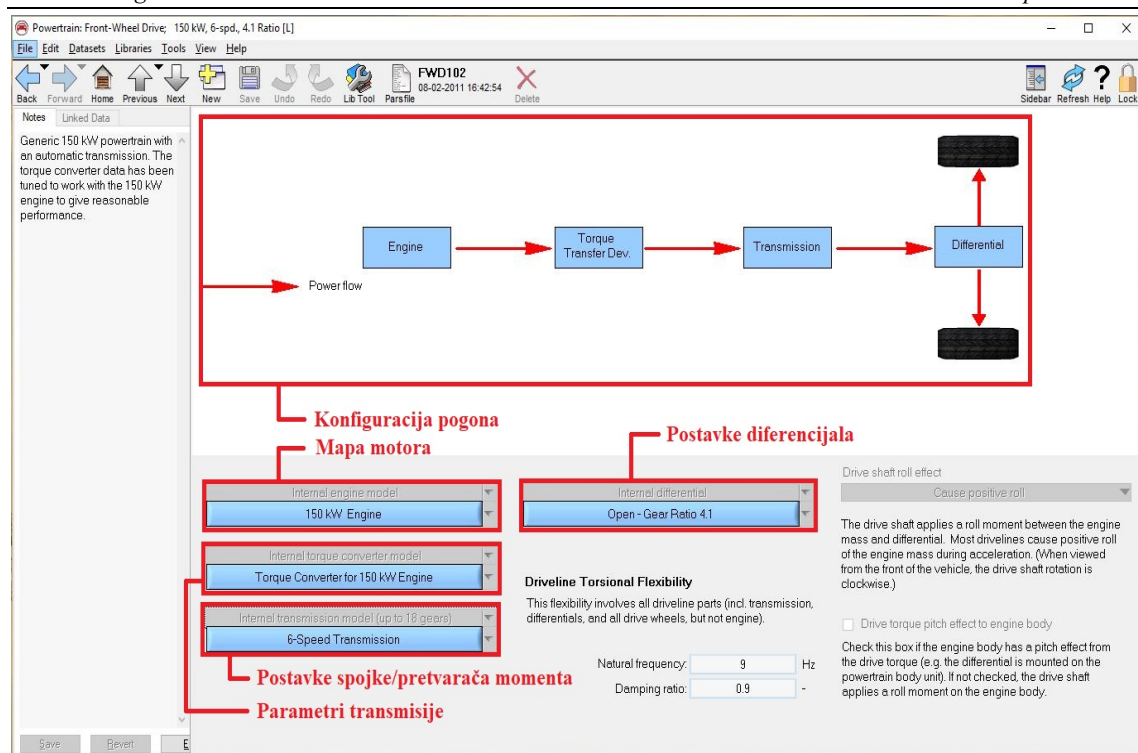 Powertrain: Front-Wheel Drive; 150 kW, 6-spd., 4.1 Ratio [L]
File Edit Datasets Libraries Tools View Help
FWD102
08-02-2011 16:42:54
Back Forward Home Previous Next New Save Undo Redo Lib Tool Parsfile Delete Sidebar Refresh Help Lock
Notes Linked Data
Generic 150 kW powertrain with
an automatic transmission. The
torque converter data has been
tuned to work with the 150 kW
engine to give reasonable
performance.
Engine
Torque
Transfer Dev.
Transmission
Differential
Power flow
Konfiguracija pogona
Mapa motora
Postavke diferencijala
Internal engine model
150 kW Engine
Internal torque converter model
Torque Converter for 150 kW Engine
Internal transmission model (up to 18 gears)
6-Speed Transmission
Postavke spojke/pretvarača momenta
Parametri transmisije
Internal differential
Open - Gear Ratio 4.1
Driveline Torsional Flexibility
This flexibility involves all driveline parts (incl. transmission,
differentials, and all drive wheels, but not engine).
Natural frequency: 9 Hz
Damping ratio: 0.9 -
Drive shaft roll effect
Cause positive roll
The drive shaft applies a roll moment between the engine
mass and differential. Most drivelines cause positive roll
of the engine mass during acceleration. (When viewed
from the front of the vehicle, the drive shaft rotation is
clockwise.)
Drive torque pitch effect to engine body
Check this box if the engine body has a pitch effect from
the drive torque (e.g. the differential is mounted on the
powertrain body unit). If not checked, the drive shaft
applies a roll moment on the engine body.
Save Revert E